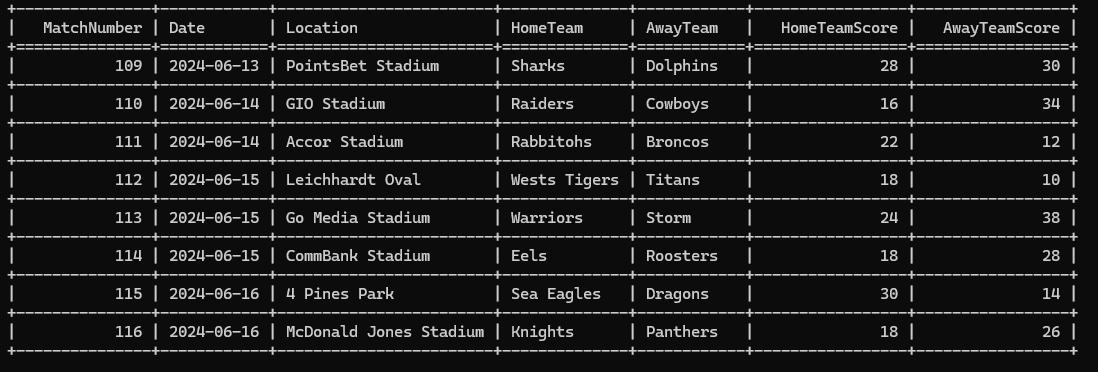 +---------------+------------+-------------------------+--------------+------------+-----------------+-----------------+
|   MatchNumber | Date       | Location                | HomeTeam     | AwayTeam   |   HomeTeamScore |   AwayTeamScore |
+===============+============+=========================+==============+============+=================+=================+
|           109 | 2024-06-13 | PointsBet Stadium       | Sharks       | Dolphins   |              28 |              30 |
+---------------+------------+-------------------------+--------------+------------+-----------------+-----------------+
|           110 | 2024-06-14 | GIO Stadium             | Raiders      | Cowboys    |              16 |              34 |
+---------------+------------+-------------------------+--------------+------------+-----------------+-----------------+
|           111 | 2024-06-14 | Accor Stadium           | Rabbitohs    | Broncos    |              22 |              12 |
+---------------+------------+-------------------------+--------------+------------+-----------------+-----------------+
|           112 | 2024-06-15 | Leichhardt Oval         | Wests Tigers | Titans     |              18 |              10 |
+---------------+------------+-------------------------+--------------+------------+-----------------+-----------------+
|           113 | 2024-06-15 | Go Media Stadium        | Warriors     | Storm      |              24 |              38 |
+---------------+------------+-------------------------+--------------+------------+-----------------+-----------------+
|           114 | 2024-06-15 | CommBank Stadium        | Eels         | Roosters   |              18 |              28 |
+---------------+------------+-------------------------+--------------+------------+-----------------+-----------------+
|           115 | 2024-06-16 | 4 Pines Park            | Sea Eagles   | Dragons    |              30 |              14 |
+---------------+------------+-------------------------+--------------+------------+-----------------+-----------------+
|           116 | 2024-06-16 | McDonald Jones Stadium | Knights      | Panthers   |              18 |              26 |
+---------------+------------+-------------------------+--------------+------------+-----------------+-----------------+